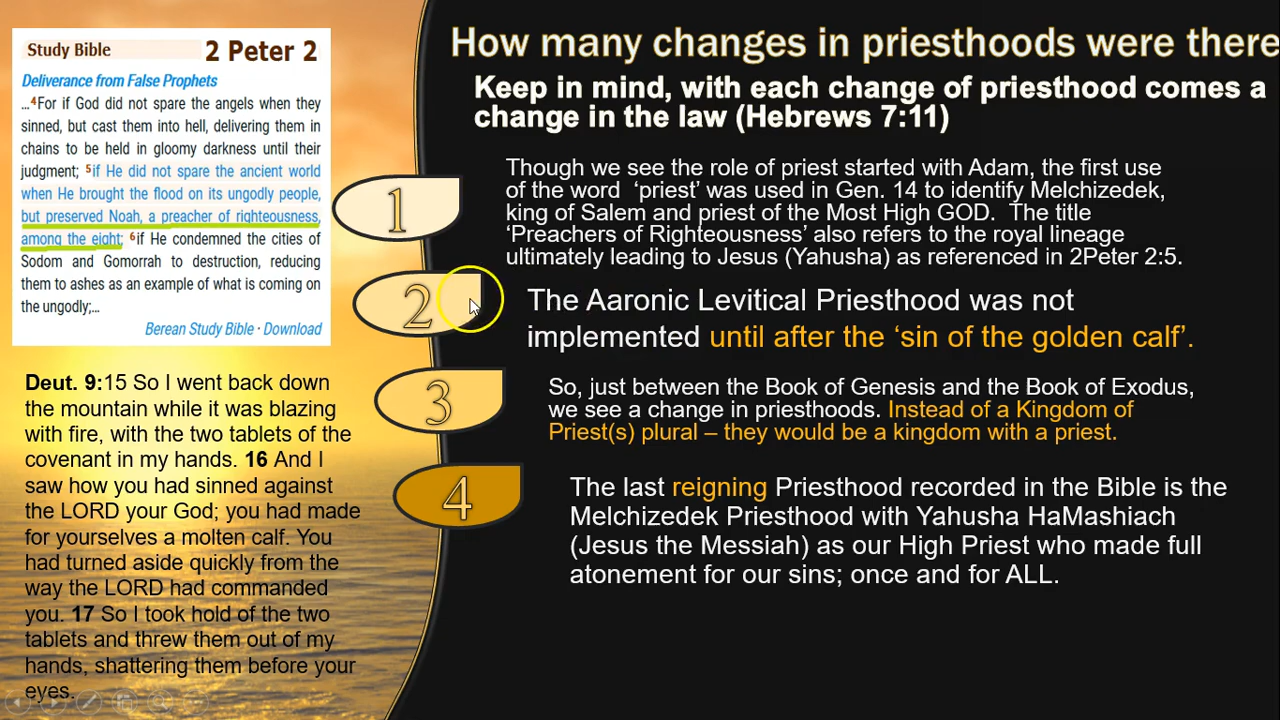 Study Bible 2 Peter 2
Deliverance from False Prophets
...4For if God did not spare the angels when they
sinned, but cast them into hell, delivering them in
chains to be held in gloomy darkness until their
judgment; 5if He did not spare the ancient world
when He brought the flood on its ungodly people,
but preserved Noah, a preacher of righteousness,
among the eight; 6if He condemned the cities of
Sodom and Gomorrah to destruction, reducing
them to ashes as an example of what is coming on
the ungodly;...
Berean Study Bible · Download
Deut. 9:15 So I went back down
the mountain while it was blazing
with fire, with the two tablets of the
covenant in my hands. 16 And I
saw how you had sinned against
the LORD your God; you had made
for yourselves a molten calf. You
had turned aside quickly from the
way the LORD had commanded
you. 17 So I took hold of the two
tablets and threw them out of my
hands, shattering them before your
eyes.
How many changes in priesthoods were there
Keep in mind, with each change of priesthood comes a
change in the law (Hebrews 7:11)
1
Though we see the role of priest started with Adam, the first use
of the word ‘priest’ was used in Gen. 14 to identify Melchizedek,
king of Salem and priest of the Most High GOD. The title
‘Preachers of Righteousness’ also refers to the royal lineage
ultimately leading to Jesus (Yahusha) as referenced in 2Peter 2:5.
2
The Aaronic Levitical Priesthood was not
implemented until after the ‘sin of the golden calf’.
3
So, just between the Book of Genesis and the Book of Exodus,
we see a change in priesthoods. Instead of a Kingdom of
Priest(s) plural – they would be a kingdom with a priest.
4
The last reigning Priesthood recorded in the Bible is the
Melchizedek Priesthood with Yahusha HaMashiach
(Jesus the Messiah) as our High Priest who made full
atonement for our sins; once and for ALL.